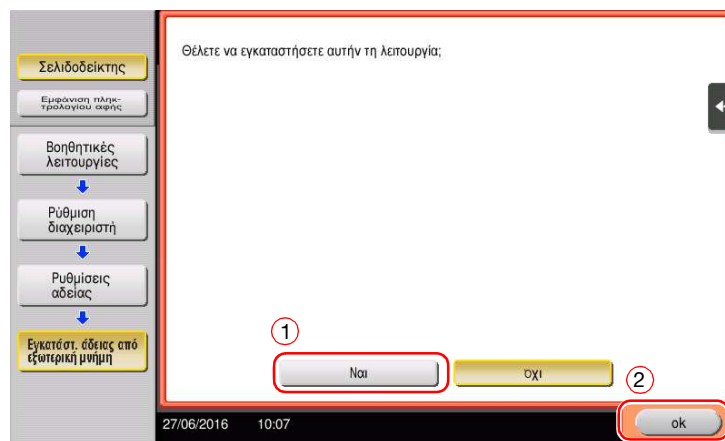 Θέλετε να εγκαταστήσετε αυτήν τη λειτουργία;
Σελιδοδείκτης
Εμφάνιση πληκ-
τρολογίου αφής
Βοηθητικές
λειτουργίες
Ρύθμιση
διαχειριστή
Ρυθμίσεις
αδείας
Εγκατάστ. άδειας από
εξωτερική μνήμη
1
Ναι
Όχι
2
27/06/2016 10:07
ok